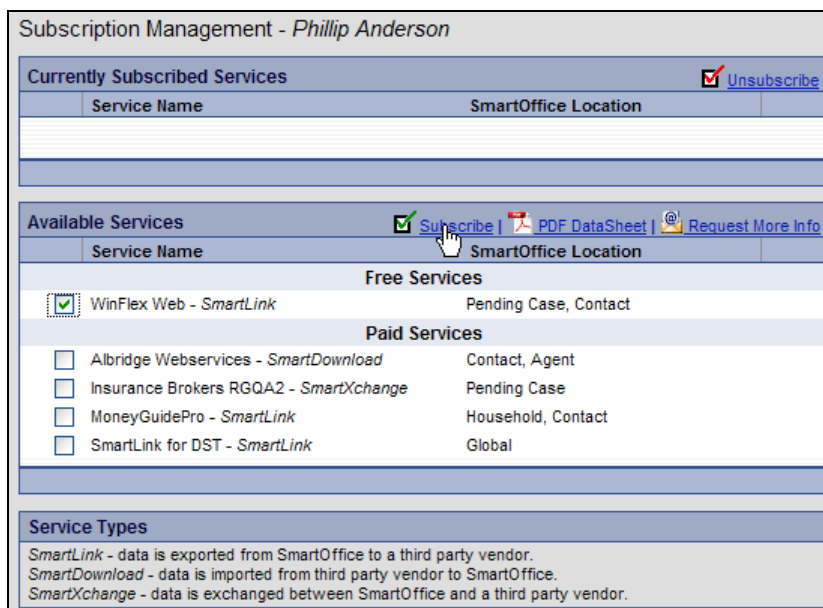 Subscription Management - Phillip Anderson
Currently Subscribed Services Unsubscribe
Service Name SmartOffice Location
Available Services Subscribe | PDF DataSheet | Request More Info
Service Name SmartOffice Location
Free Services
WinFlex Web - SmartLink Pending Case, Contact
Paid Services
Albridge Webservices - SmartDownload Contact, Agent
Insurance Brokers RGQA2 - SmartXchange Pending Case
MoneyGuidePro - SmartLink Household, Contact
SmartLink for DST - SmartLink Global
Service Types
SmartLink - data is exported from SmartOffice to a third party vendor.
SmartDownload - data is imported from third party vendor to SmartOffice.
SmartXchange - data is exchanged between SmartOffice and a third party vendor.